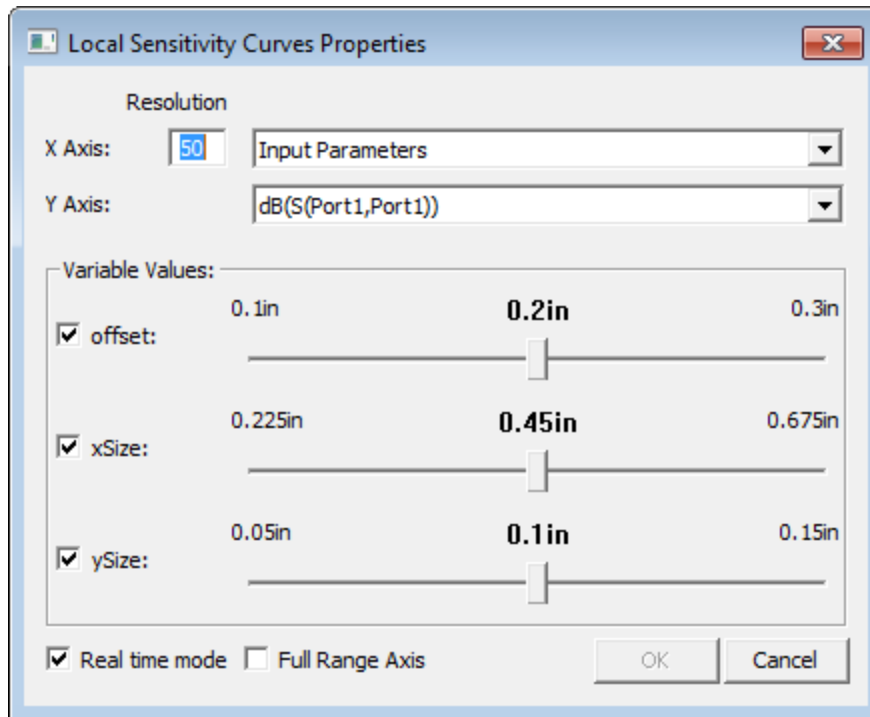 Local Sensitivity Curves Properties
Resolution
X Axis: 50 Input Parameters
Y Axis: dB(S(Port1,Port1))
Variable Values:
0.1in 0.2in 0.3in
offset:
0.225in 0.45in 0.675in
xSize:
0.05in 0.1in 0.15in
ySize:
Real time mode Full Range Axis OK Cancel